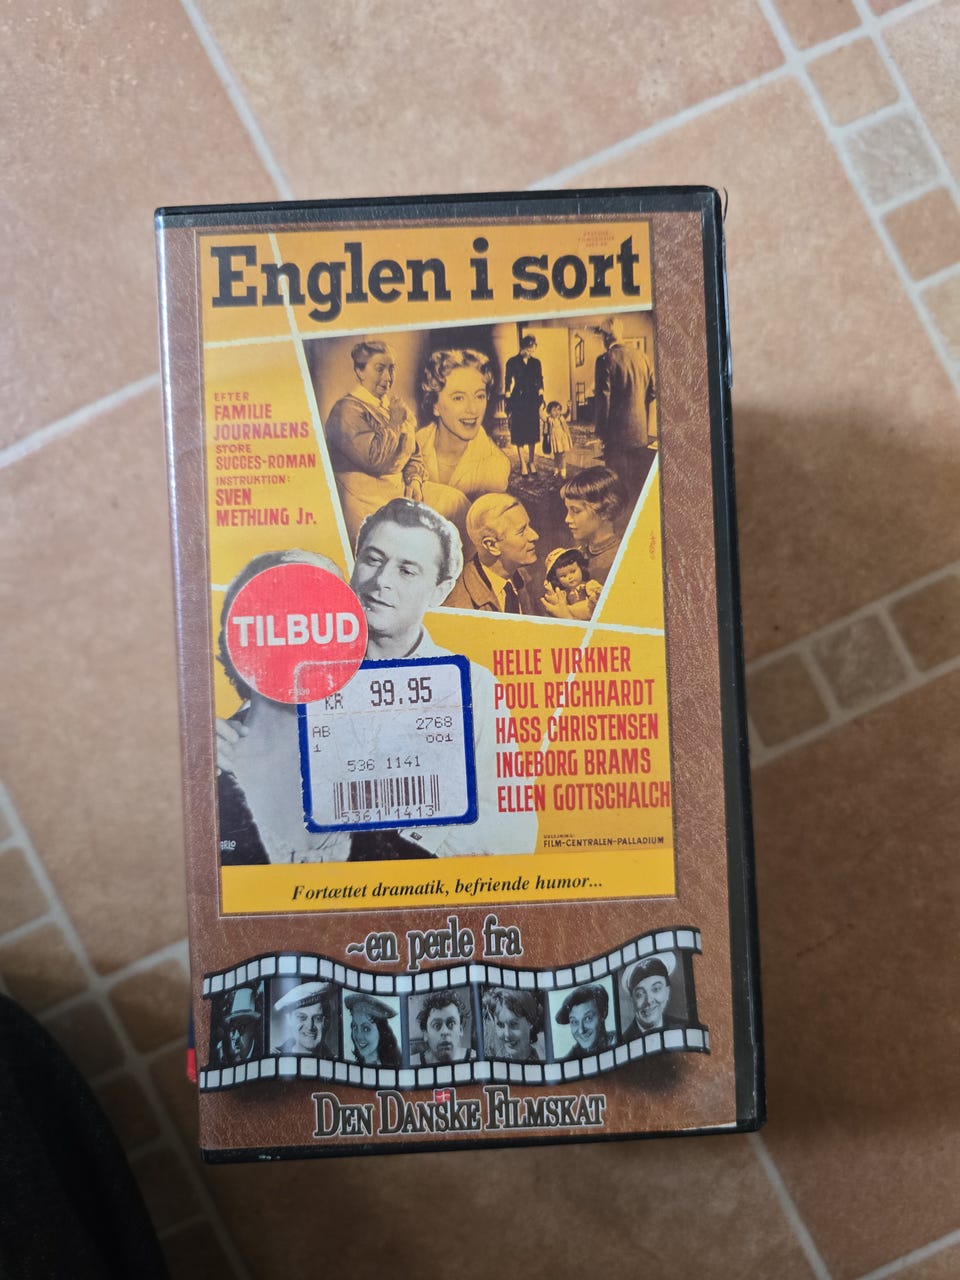 Englen i sort
EFTER
FAMILIE
JOURNALENS
STORE
SUCCES-ROMAN
INSTRUKTION:
SVEN
METHLING Jr.
TILBUD
KR 99.95
AB 2768
1 001
536 1141
5361 1413
HELLE VIRKNER
POUL REICHHARDT
HASS CHRISTENSEN
INGEBORG BRAMS
ELLEN GOTTSCHALCH
UDLEJNING:
FILM-CENTRALEN-PALLADIUM
Fortættet dramatik, befriende humor...
~en perle fra
DEN DANSKE FILMSKAT